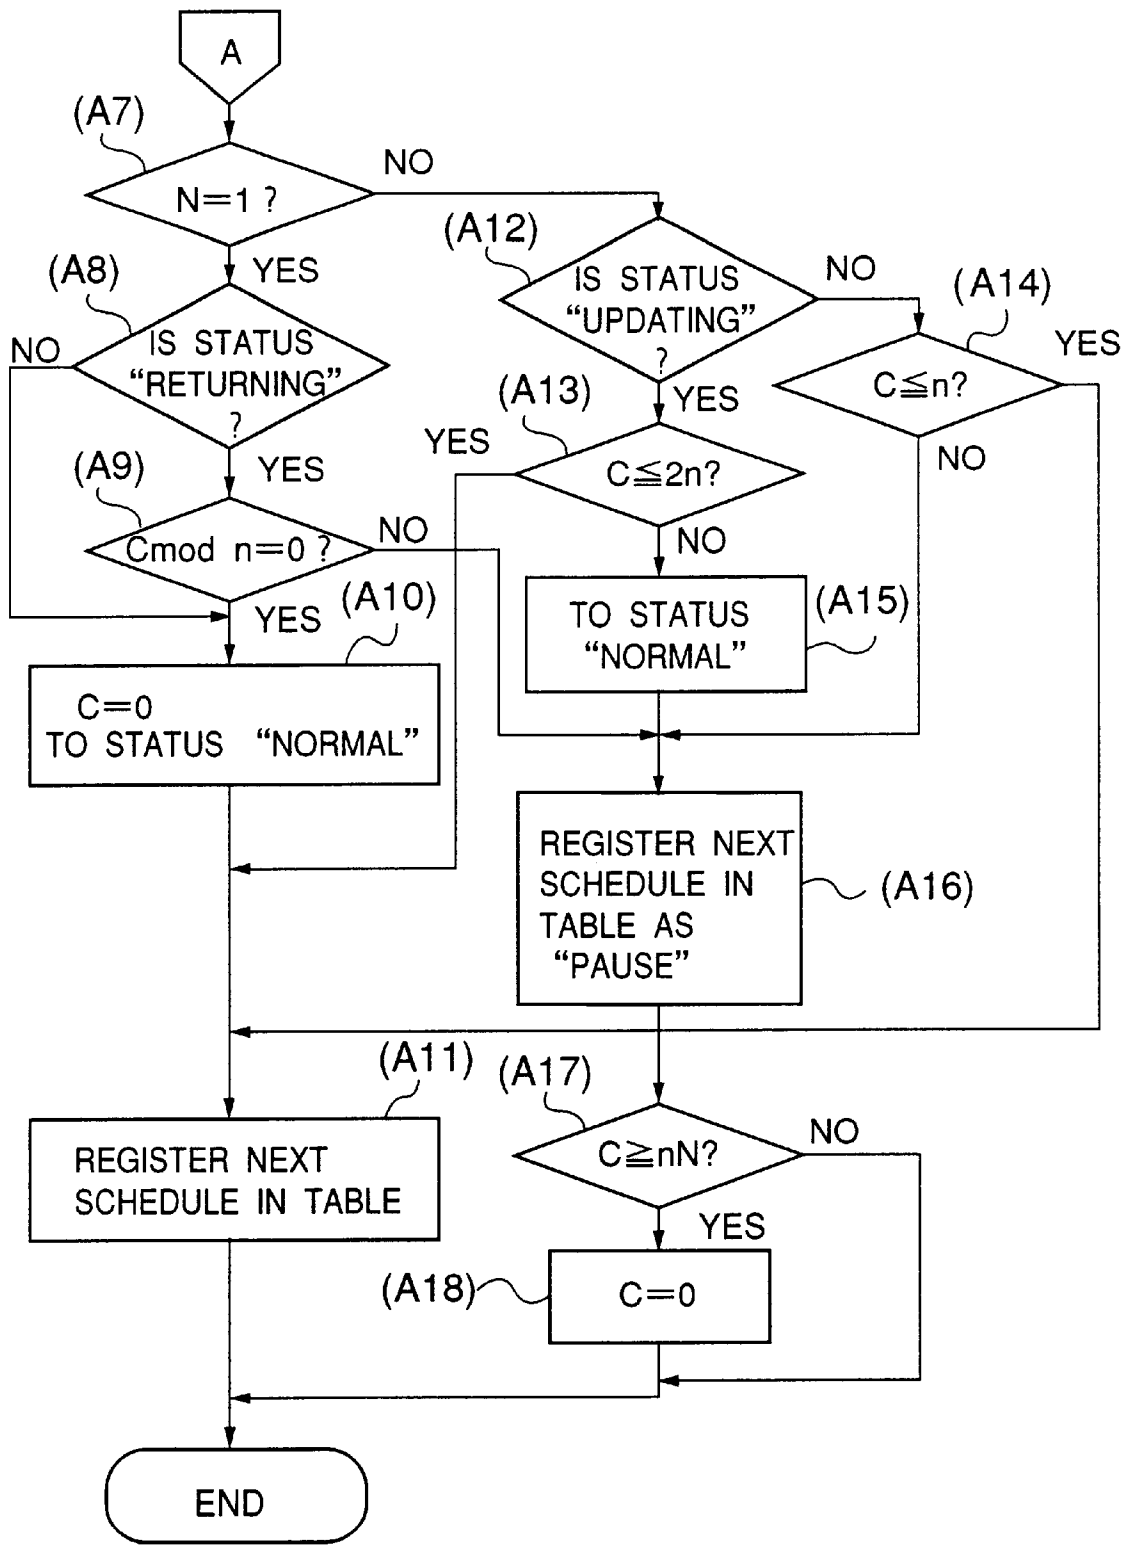 A
(A7)
N=1 ?
NO
(A12)
IS STATUS
“UPDATING”
?
NO
(A14)
C≦n?
YES
NO
(A8)
YES
IS STATUS
“RETURNING”
?
NO
YES
(A13)
YES
C≦2n?
YES
NO
(A9)
Cmod n=0 ?
NO
YES
(A10)
C=0
TO STATUS “NORMAL”
TO STATUS
“NORMAL”
(A15)
REGISTER NEXT
SCHEDULE IN
TABLE AS
“PAUSE”
(A16)
(A11)
REGISTER NEXT
SCHEDULE IN TABLE
(A17)
C≧nN?
NO
YES
(A18)
C=0
END